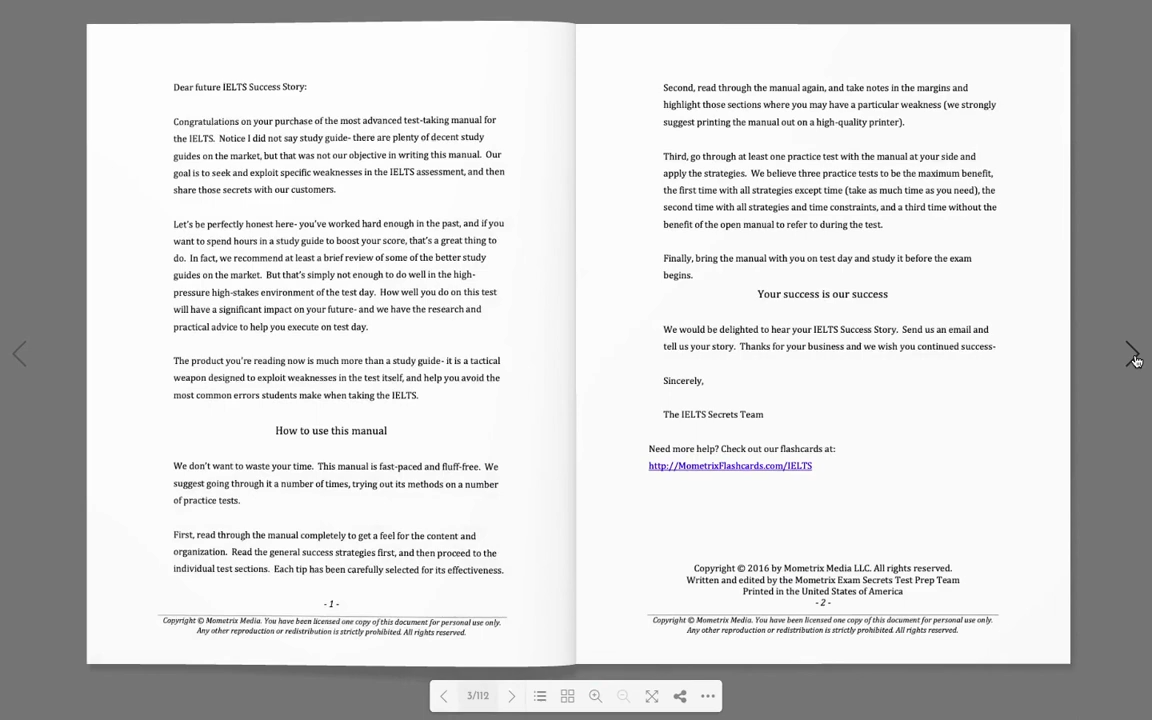 Dear future IELTS Success Story:
Congratulations on your purchase of the most advanced test-taking manual for
the IELTS. Notice I did not say study guide- there are plenty of decent study
guides on the market, but that was not our objective in writing this manual. Our
goal is to seek and exploit specific weaknesses in the IELTS assessment, and then
share those secrets with our customers.
Let's be perfectly honest here- you've worked hard enough in the past, and if you
want to spend hours in a study guide to boost your score, that's a great thing to
do. In fact, we recommend at least a brief review of some of the better study
guides on the market. But that's simply not enough to do well in the high-
pressure high-stakes environment of the test day. How well you do on this test
will have a significant impact on your future- and we have the research and
practical advice to help you execute on test day.
The product you're reading now is much more than a study guide- it is a tactical
weapon designed to exploit weaknesses in the test itself, and help you avoid the
most common errors students make when taking the IELTS.
How to use this manual
We don't want to waste your time. This manual is fast-paced and fluff-free. We
suggest going through it a number of times, trying out its methods on a number
of practice tests.
First, read through the manual completely to get a feel for the content and
organization. Read the general success strategies first, and then proceed to the
individual test sections. Each tip has been carefully selected for its effectiveness.
- 1 -
Copyright © Mometrix Media. You have been licensed one copy of this document for personal use only.
Any other reproduction or redistribution is strictly prohibited. All rights reserved.
Second, read through the manual again, and take notes in the margins and
highlight those sections where you may have a particular weakness (we strongly
suggest printing the manual out on a high-quality printer).
Third, go through at least one practice test with the manual at your side and
apply the strategies. We believe three practice tests to be the maximum benefit,
the first time with all strategies except time (take as much time as you need), the
second time with all strategies and time constraints, and a third time without the
benefit of the open manual to refer to during the test.
Finally, bring the manual with you on test day and study it before the exam
begins.
Your success is our success
We would be delighted to hear your IELTS Success Story. Send us an email and
tell us your story. Thanks for your business and we wish you continued success-
Sincerely,
The IELTS Secrets Team
Need more help? Check out our flashcards at:
http://MometrixFlashcards.com/IELTS
Copyright © 2016 by Mometrix Media LLC. All rights reserved.
Written and edited by the Mometrix Exam Secrets Test Prep Team
Printed in the United States of America
- 2 -
Copyright © Mometrix Media. You have been licensed one copy of this document for personal use only.
Any other reproduction or redistribution is strictly prohibited. All rights reserved.
3/112